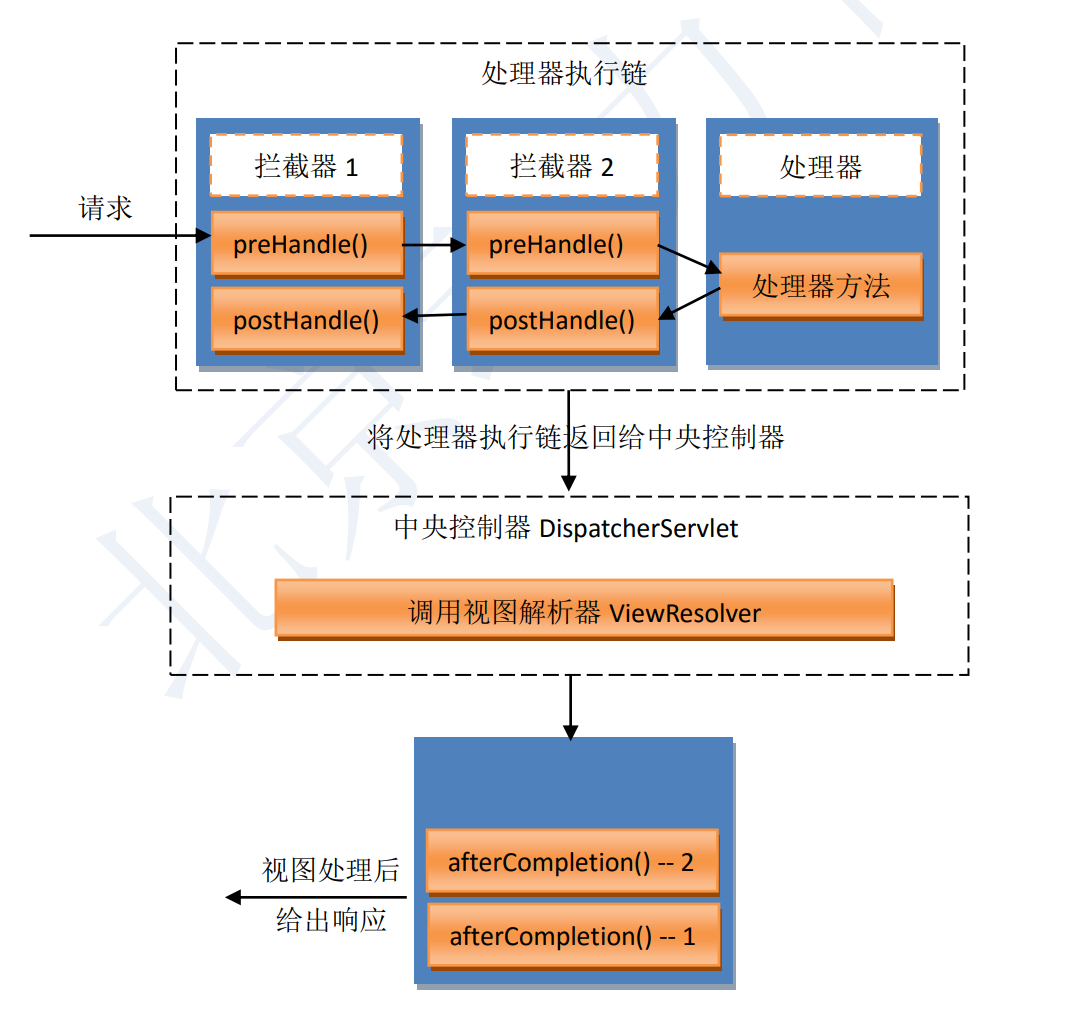 处理器执行链
拦截器 1
拦截器 2
处理器
请求
preHandle()
preHandle()
处理器方法
postHandle()
postHandle()
将处理器执行链返回给中央控制器
中央控制器 DispatcherServlet
调用视图解析器 ViewResolver
afterCompletion() -- 2
视图处理后
给出响应
afterCompletion() -- 1
北京
力